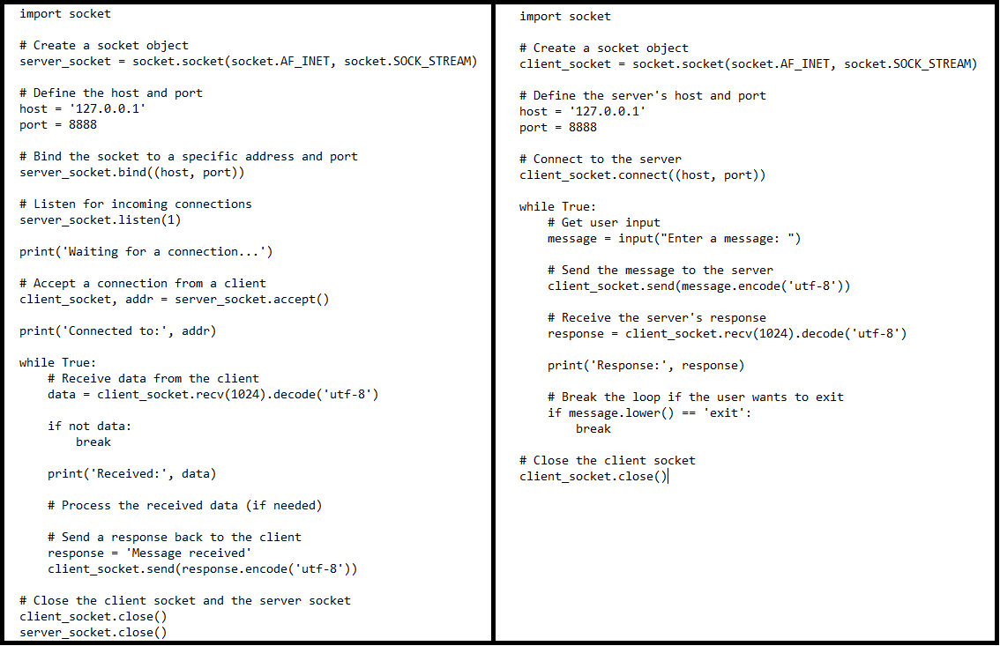 import socket

# Create a socket object
server_socket = socket.socket(socket.AF_INET, socket.SOCK_STREAM)

# Define the host and port
host = '127.0.0.1'
port = 8888

# Bind the socket to a specific address and port
server_socket.bind((host, port))

# Listen for incoming connections
server_socket.listen(1)

print('Waiting for a connection...')

# Accept a connection from a client
client_socket, addr = server_socket.accept()

print('Connected to:', addr)

while True:
    # Receive data from the client
    data = client_socket.recv(1024).decode('utf-8')

    if not data:
        break

    print('Received:', data)

    # Process the received data (if needed)

    # Send a response back to the client
    response = 'Message received'
    client_socket.send(response.encode('utf-8'))

# Close the client socket and the server socket
client_socket.close()
server_socket.close()

import socket

# Create a socket object
client_socket = socket.socket(socket.AF_INET, socket.SOCK_STREAM)

# Define the server's host and port
host = '127.0.0.1'
port = 8888

# Connect to the server
client_socket.connect((host, port))

while True:
    # Get user input
    message = input("Enter a message: ")

    # Send the message to the server
    client_socket.send(message.encode('utf-8'))

    # Receive the server's response
    response = client_socket.recv(1024).decode('utf-8')

    print('Response:', response)

    # Break the loop if the user wants to exit
    if message.lower() == 'exit':
        break

# Close the client socket
client_socket.close()